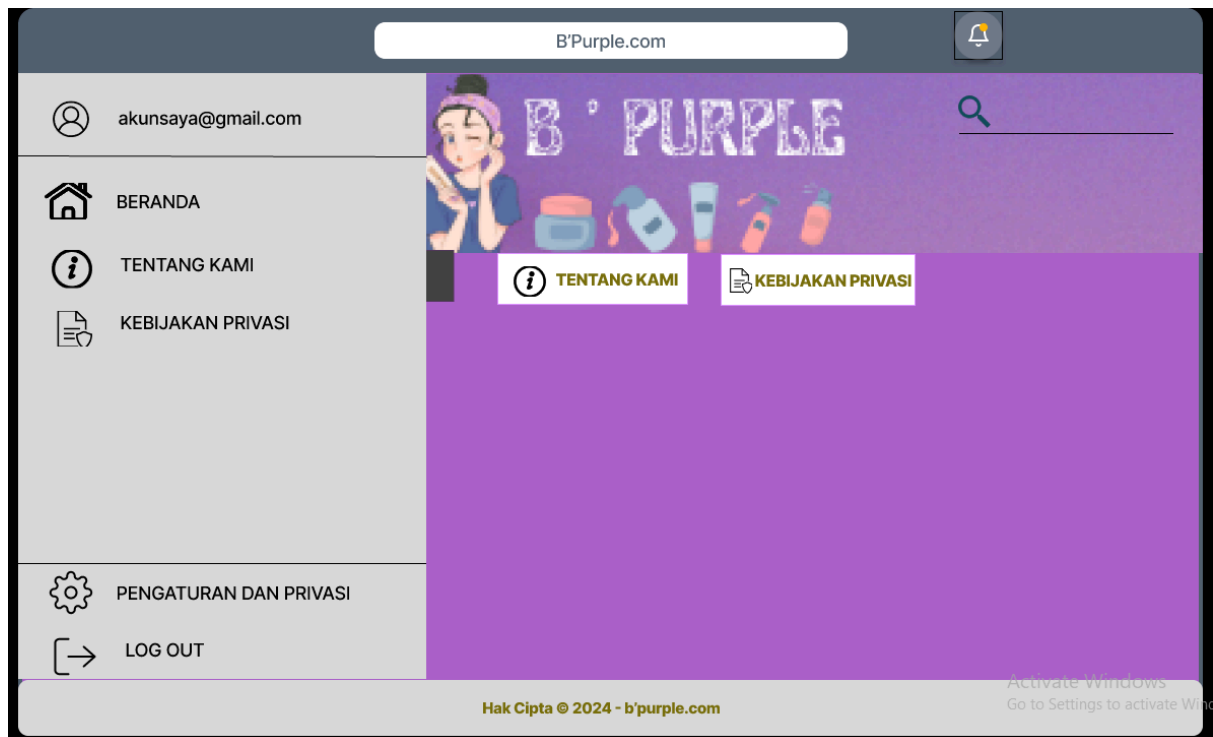 B'Purple.com
akunsaya@gmail.com
B ' PURPLE
BERANDA
TENTANG KAMI
KEBIJAKAN PRIVASI
TENTANG KAMI
KEBIJAKAN PRIVASI
PENGATURAN DAN PRIVASI
LOG OUT
Hak Cipta © 2024 - b'purple.com
Activate Windows
Go to Settings to activate